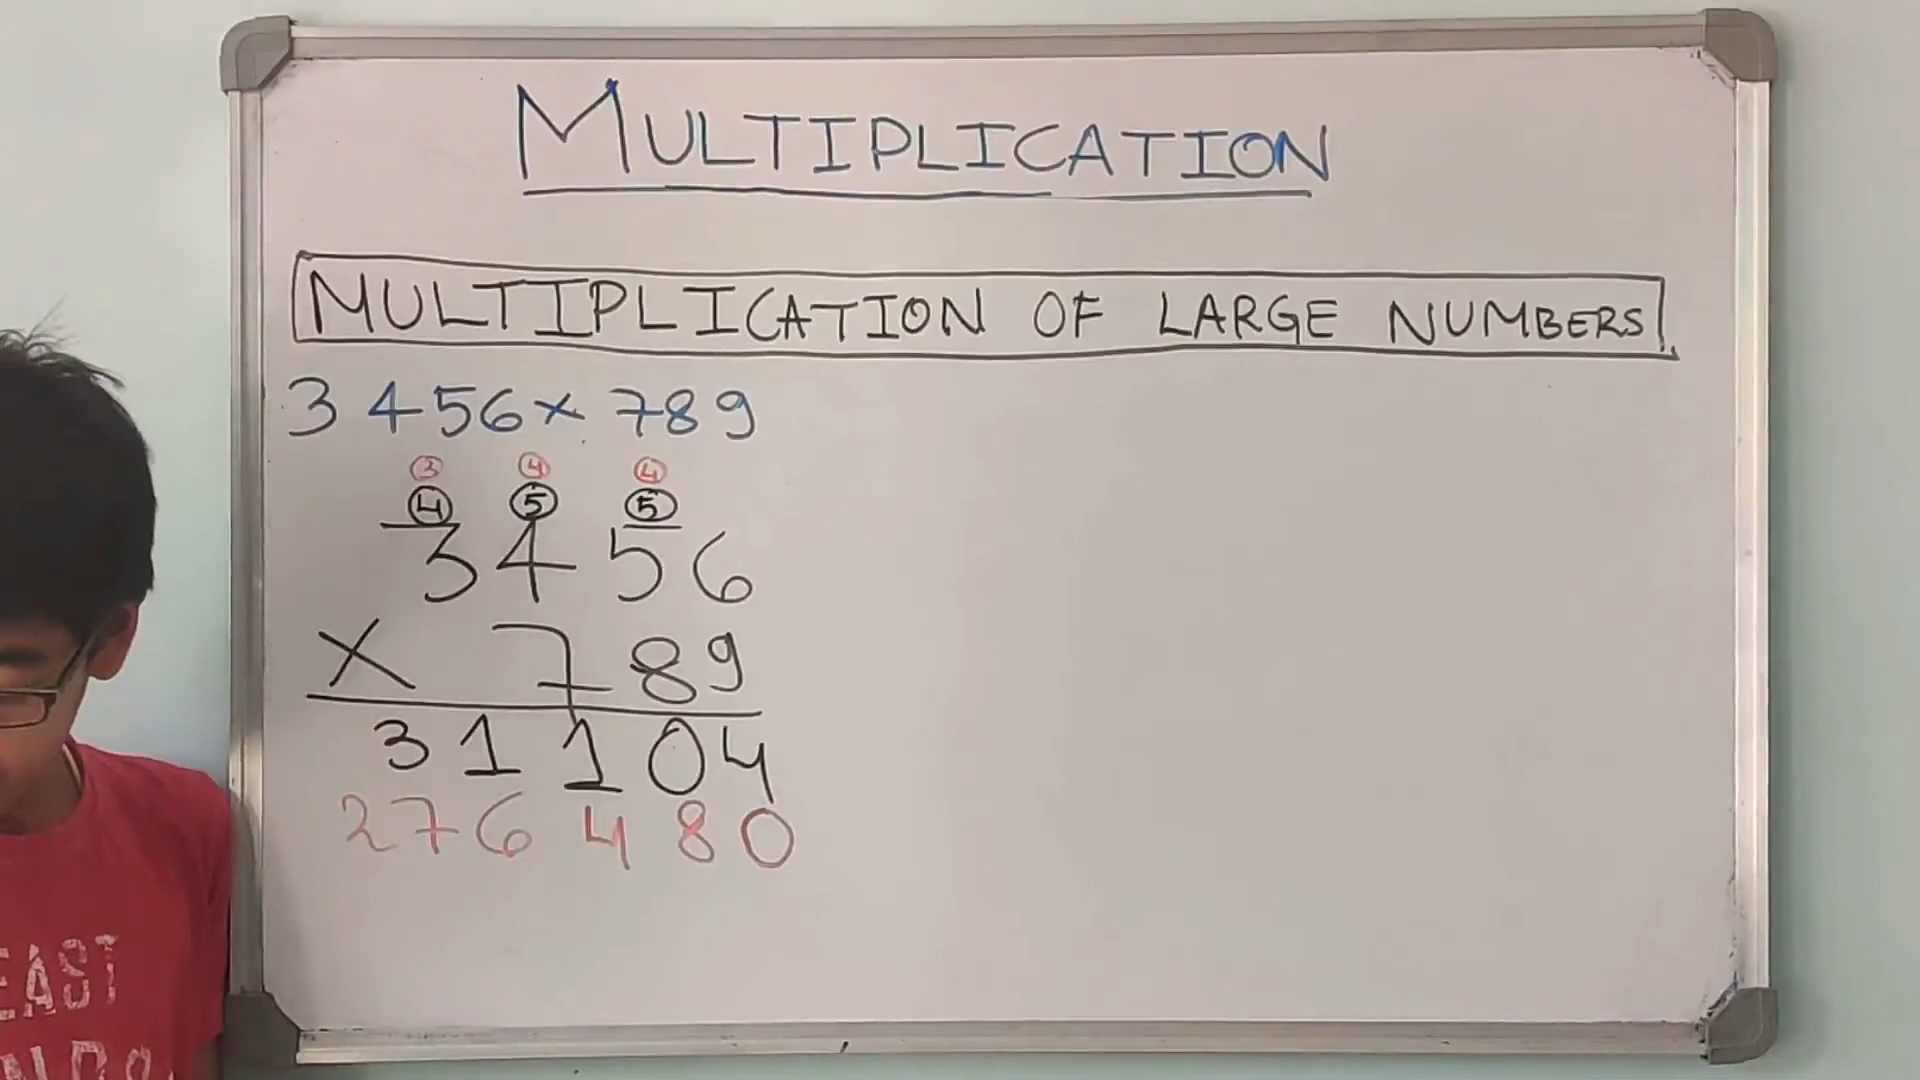 MULTIPLICATION
MULTIPLICATION OF LARGE NUMBERS
3456 × 789
3 4 4
4 5 5
3456
× 789
31104
276480
EAST